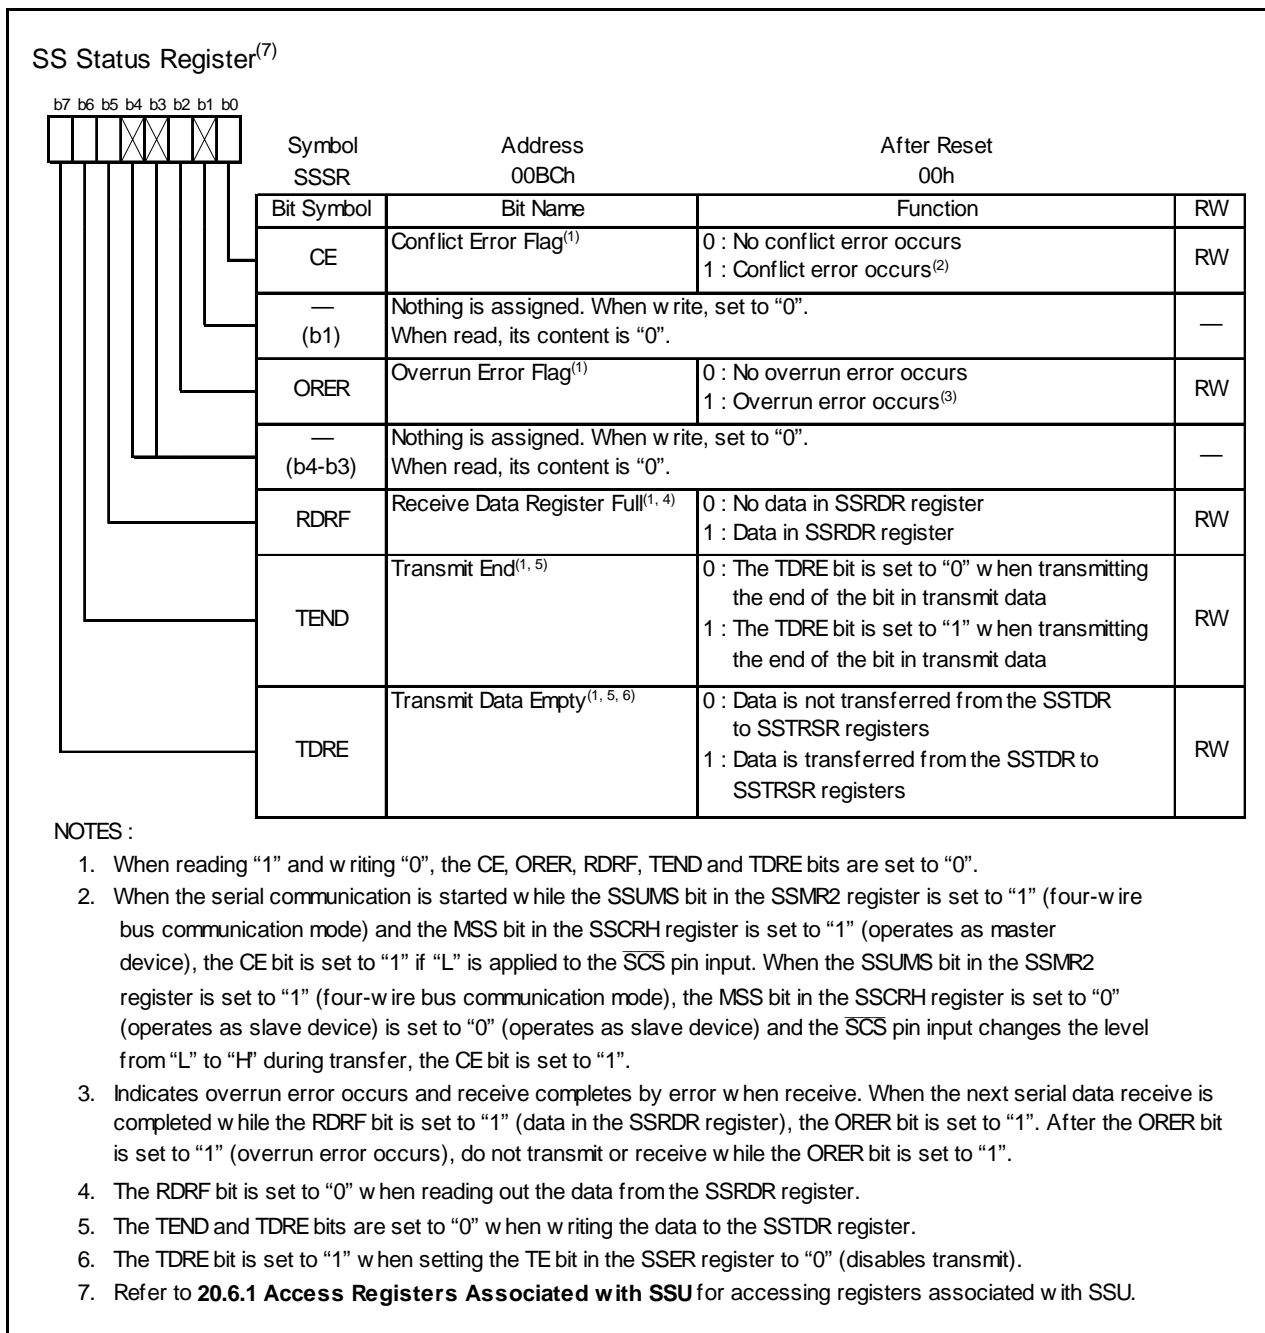 SS Status Register(7)
b7 b6 b5 b4 b3 b2 b1 b0
Symbol Address After Reset
SSSR 00BCh 00h
Bit Symbol Bit Name Function RW
CE Conflict Error Flag(1) 0 : No conflict error occurs RW
1 : Conflict error occurs(2)
— Nothing is assigned. When write, set to “0”. —
(b1) When read, its content is “0”.
ORER Overrun Error Flag(1) 0 : No overrun error occurs RW
1 : Overrun error occurs(3)
— Nothing is assigned. When write, set to “0”. —
(b4-b3) When read, its content is “0”.
RDRF Receive Data Register Full(1, 4) 0 : No data in SSRDR register RW
1 : Data in SSRDR register
TEND Transmit End(1, 5) 0 : The TDRE bit is set to “0” when transmitting RW
the end of the bit in transmit data
1 : The TDRE bit is set to “1” when transmitting
the end of the bit in transmit data
TDRE Transmit Data Empty(1, 5, 6) 0 : Data is not transferred from the SSTDR RW
to SSTRSR registers
1 : Data is transferred from the SSTDR to
SSTRSR registers
NOTES :
1. When reading “1” and writing “0”, the CE, ORER, RDRF, TEND and TDRE bits are set to “0”.
2. When the serial communication is started while the SSUMS bit in the SSMR2 register is set to “1” (four-wire
bus communication mode) and the MSS bit in the SSCRH register is set to “1” (operates as master
device), the CE bit is set to “1” if “L” is applied to the S̅C̅S̅ pin input. When the SSUMS bit in the SSMR2
register is set to “1” (four-wire bus communication mode), the MSS bit in the SSCRH register is set to “0”
(operates as slave device) is set to “0” (operates as slave device) and the S̅C̅S̅ pin input changes the level
from “L” to “H” during transfer, the CE bit is set to “1”.
3. Indicates overrun error occurs and receive completes by error when receive. When the next serial data receive is
completed while the RDRF bit is set to “1” (data in the SSRDR register), the ORER bit is set to “1”. After the ORER bit
is set to “1” (overrun error occurs), do not transmit or receive while the ORER bit is set to “1”.
4. The RDRF bit is set to “0” when reading out the data from the SSRDR register.
5. The TEND and TDRE bits are set to “0” when writing the data to the SSTDR register.
6. The TDRE bit is set to “1” when setting the TE bit in the SSER register to “0” (disables transmit).
7. Refer to 20.6.1 Access Registers Associated with SSU for accessing registers associated with SSU.